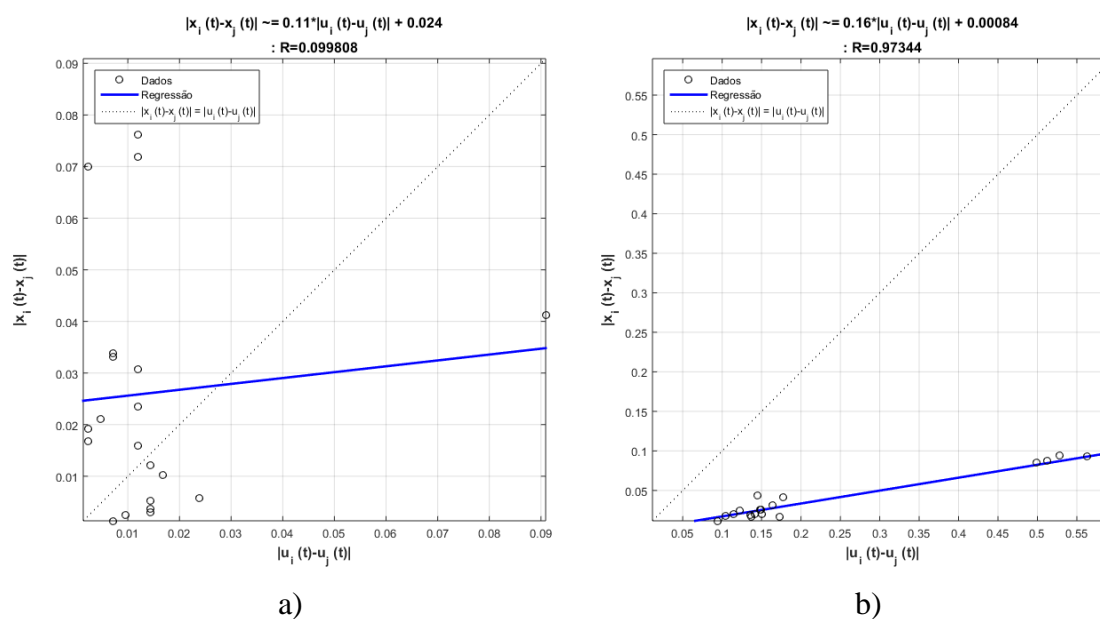 |x_i (t)-x_j (t)| ~= 0.11*|u_i (t)-u_j (t)| + 0.024
: R=0.099808
0.09
0.08
0.07
0.06
0.05
0.04
0.03
0.02
0.01
|x_i (t)-x_j (t)|
Dados
Regressão
|x_i (t)-x_j (t)| = |u_i (t)-u_j (t)|
0.01 0.02 0.03 0.04 0.05 0.06 0.07 0.08 0.09
|u_i (t)-u_j (t)|
a)
|x_i (t)-x_j (t)| ~= 0.16*|u_i (t)-u_j (t)| + 0.00084
: R=0.97344
0.55
0.5
0.45
0.4
0.35
0.3
0.25
0.2
0.15
0.1
0.05
|x_i (t)-x_j (t)|
Dados
Regressão
|x_i (t)-x_j (t)| = |u_i (t)-u_j (t)|
0.05 0.1 0.15 0.2 0.25 0.3 0.35 0.4 0.45 0.5 0.55
|u_i (t)-u_j (t)|
b)